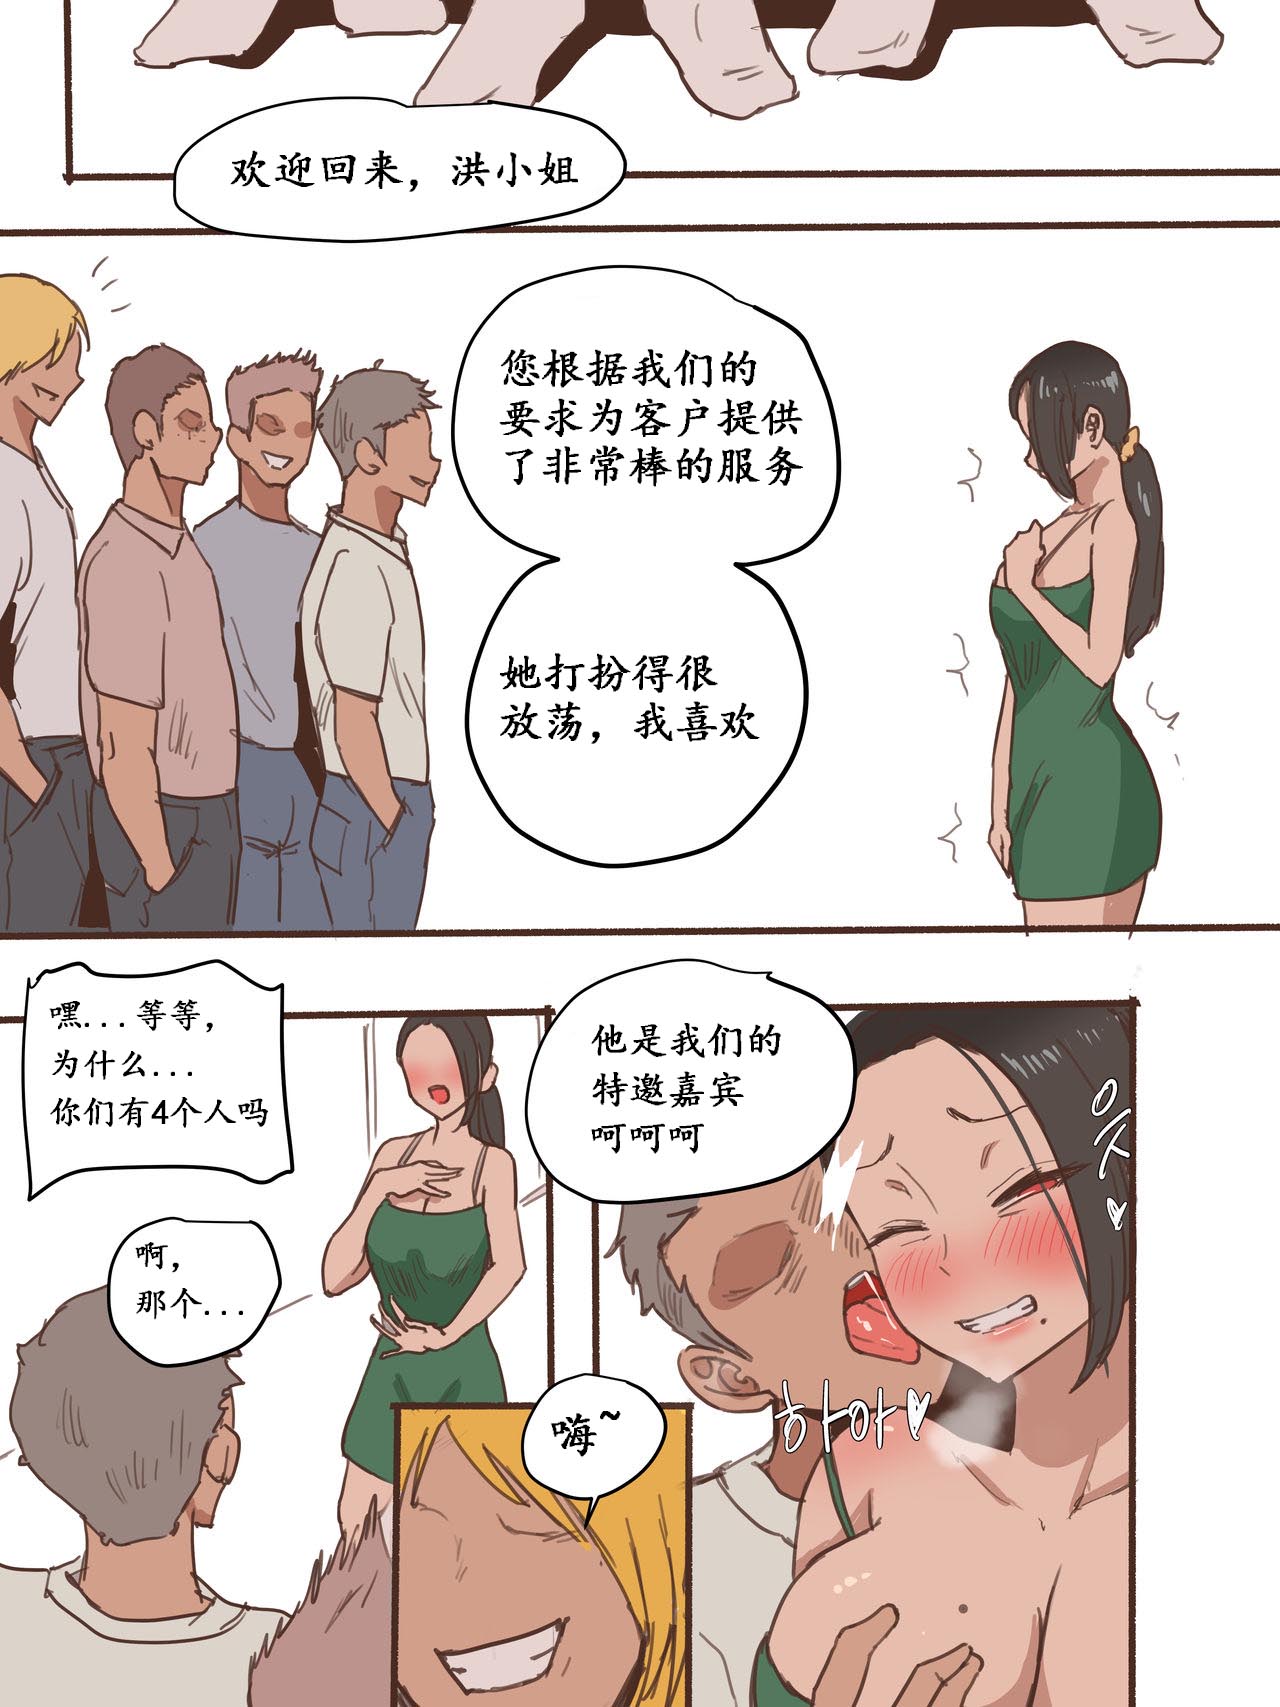 欢迎回来，洪小姐
您根据我们的
要求为客户提供
了非常棒的服务
她打扮得很
放荡，我喜欢
嘿...等等，
为什么...
你们有4个人吗
啊，
那个...
他是我们的
特邀嘉宾
呵呵呵
嗨~
읏♥
하아♥